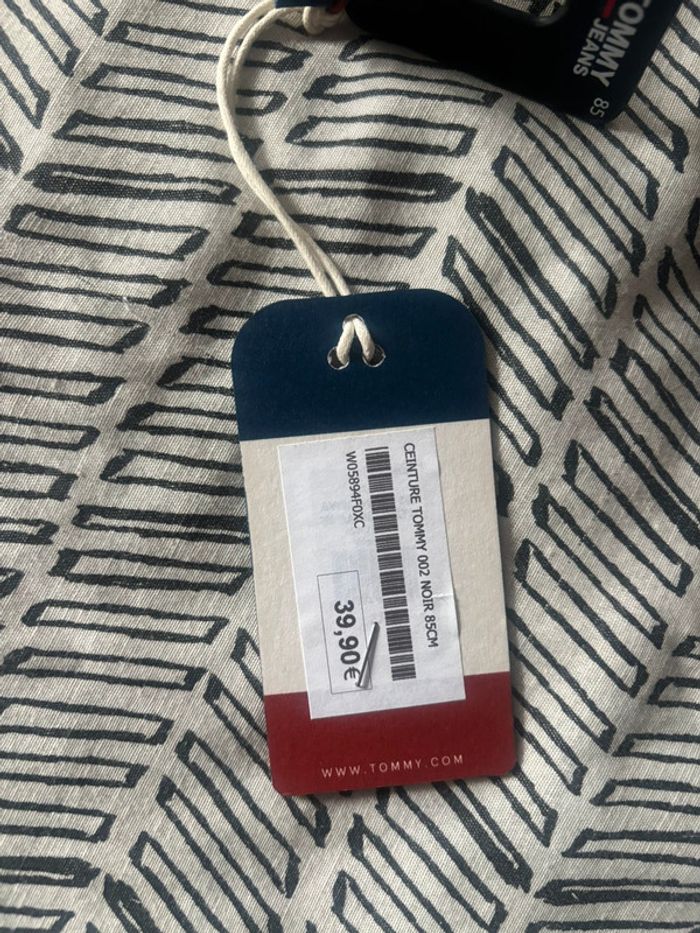 TOMMY
JEANS
85
CEINTURE TOMMY 002 NOIR 85CM
W05894F0XC
39,90€
WWW.TOMMY.COM